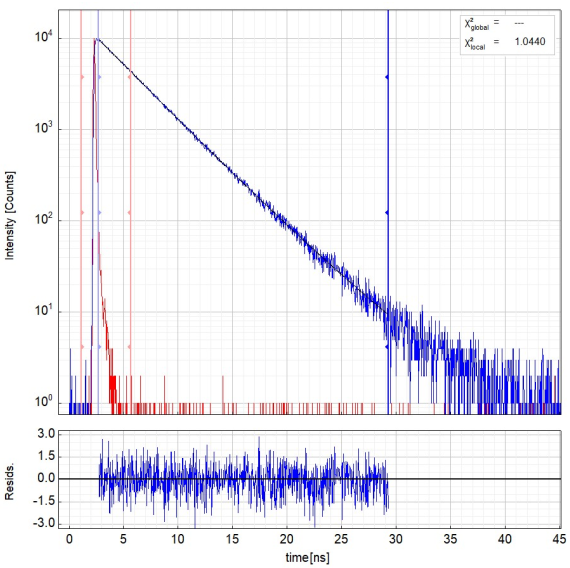 χ²global = ---
χ²local = 1.0440
10⁴
10³
10²
10¹
10⁰
Intensity [Counts]
3.0
1.5
0.0
-1.5
-3.0
Resids.
0 5 10 15 20 25 30 35 40 45
time[ns]